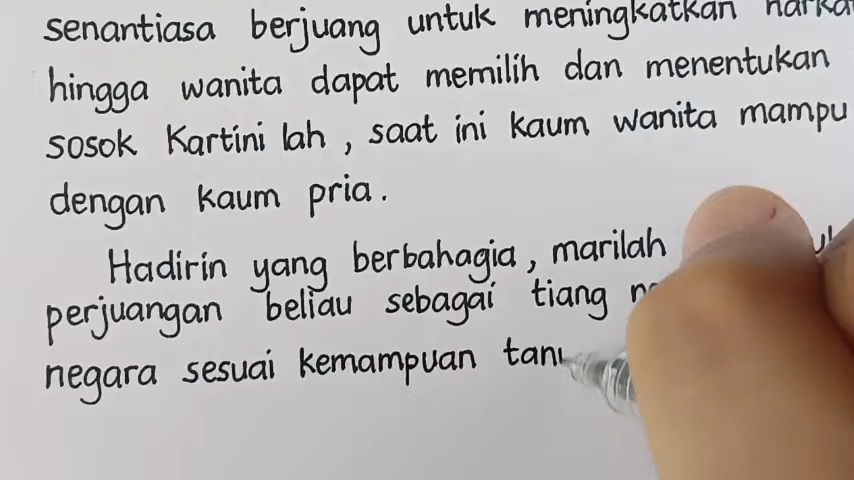 senantiasa berjuang untuk meningkatkan
hingga wanita dapat memilih dan menentukan
sosok Kartini lah, saat ini kaum wanita mampu
dengan kaum pria.
Hadirin yang berbahagia, marilah
perjuangan beliau sebagai tiang
negara sesuai kemampuan